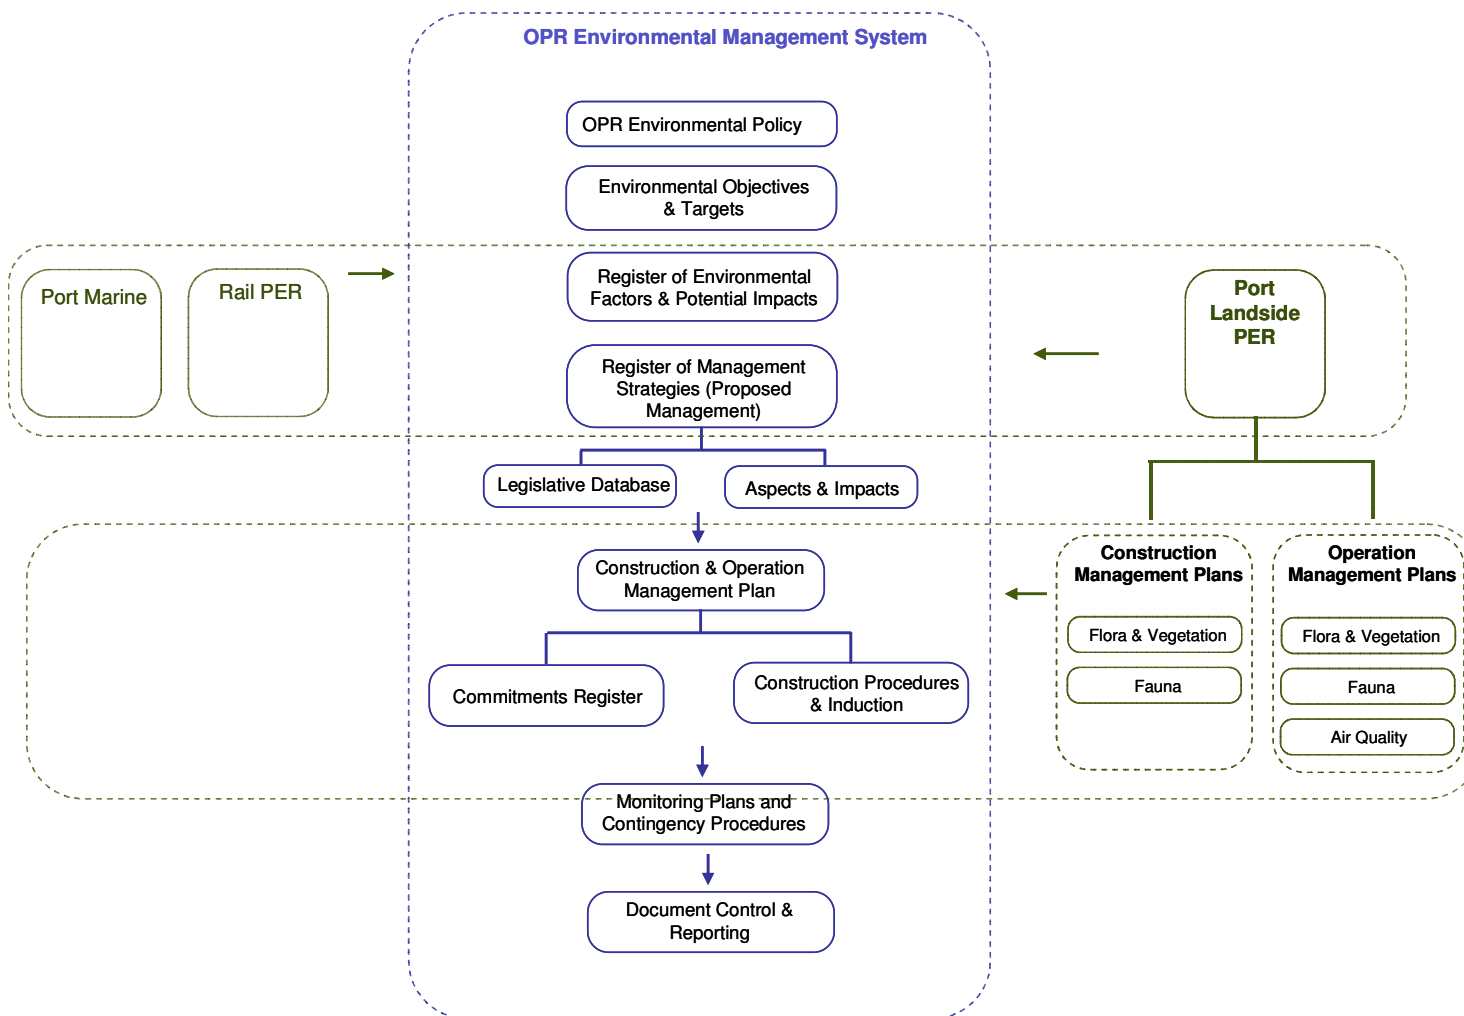 OPR Environmental Management System
OPR Environmental Policy
Environmental Objectives
& Targets
Port Marine
Rail PER
Register of Environmental
Factors & Potential Impacts
Port
Landside
PER
Register of Management
Strategies (Proposed
Management)
Legislative Database
Aspects & Impacts
Construction & Operation
Management Plan
Commitments Register
Construction Procedures
& Induction
Construction
Management Plans
Flora & Vegetation
Fauna
Operation
Management Plans
Flora & Vegetation
Fauna
Air Quality
Monitoring Plans and
Contingency Procedures
Document Control &
Reporting